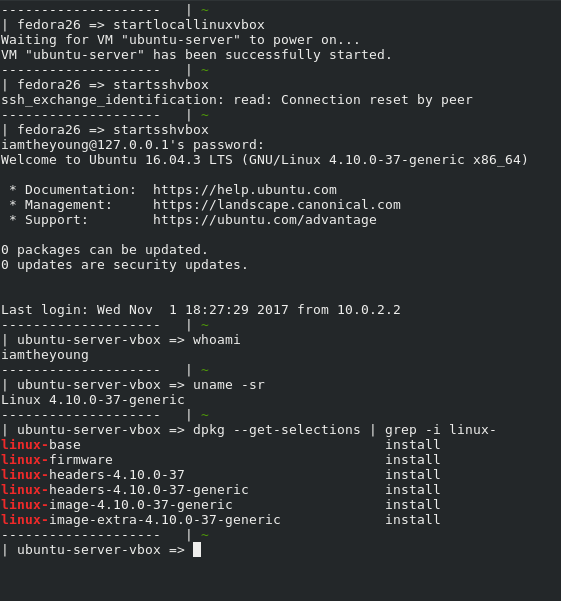 --------------------   | ~
| fedora26 => startlocallinuxvbox
Waiting for VM "ubuntu-server" to power on...
VM "ubuntu-server" has been successfully started.
--------------------   | ~
| fedora26 => startsshvbox
ssh_exchange_identification: read: Connection reset by peer
--------------------   | ~
| fedora26 => startsshvbox
iamtheyoung@127.0.0.1's password:
Welcome to Ubuntu 16.04.3 LTS (GNU/Linux 4.10.0-37-generic x86_64)

 * Documentation:  https://help.ubuntu.com
 * Management:     https://landscape.canonical.com
 * Support:        https://ubuntu.com/advantage

0 packages can be updated.
0 updates are security updates.


Last login: Wed Nov  1 18:27:29 2017 from 10.0.2.2
--------------------   | ~
| ubuntu-server-vbox => whoami
iamtheyoung
--------------------   | ~
| ubuntu-server-vbox => uname -sr
Linux 4.10.0-37-generic
--------------------   | ~
| ubuntu-server-vbox => dpkg --get-selections | grep -i linux-
linux-base                                      install
linux-firmware                                  install
linux-headers-4.10.0-37                         install
linux-headers-4.10.0-37-generic                 install
linux-image-4.10.0-37-generic                   install
linux-image-extra-4.10.0-37-generic             install
--------------------   | ~
| ubuntu-server-vbox =>